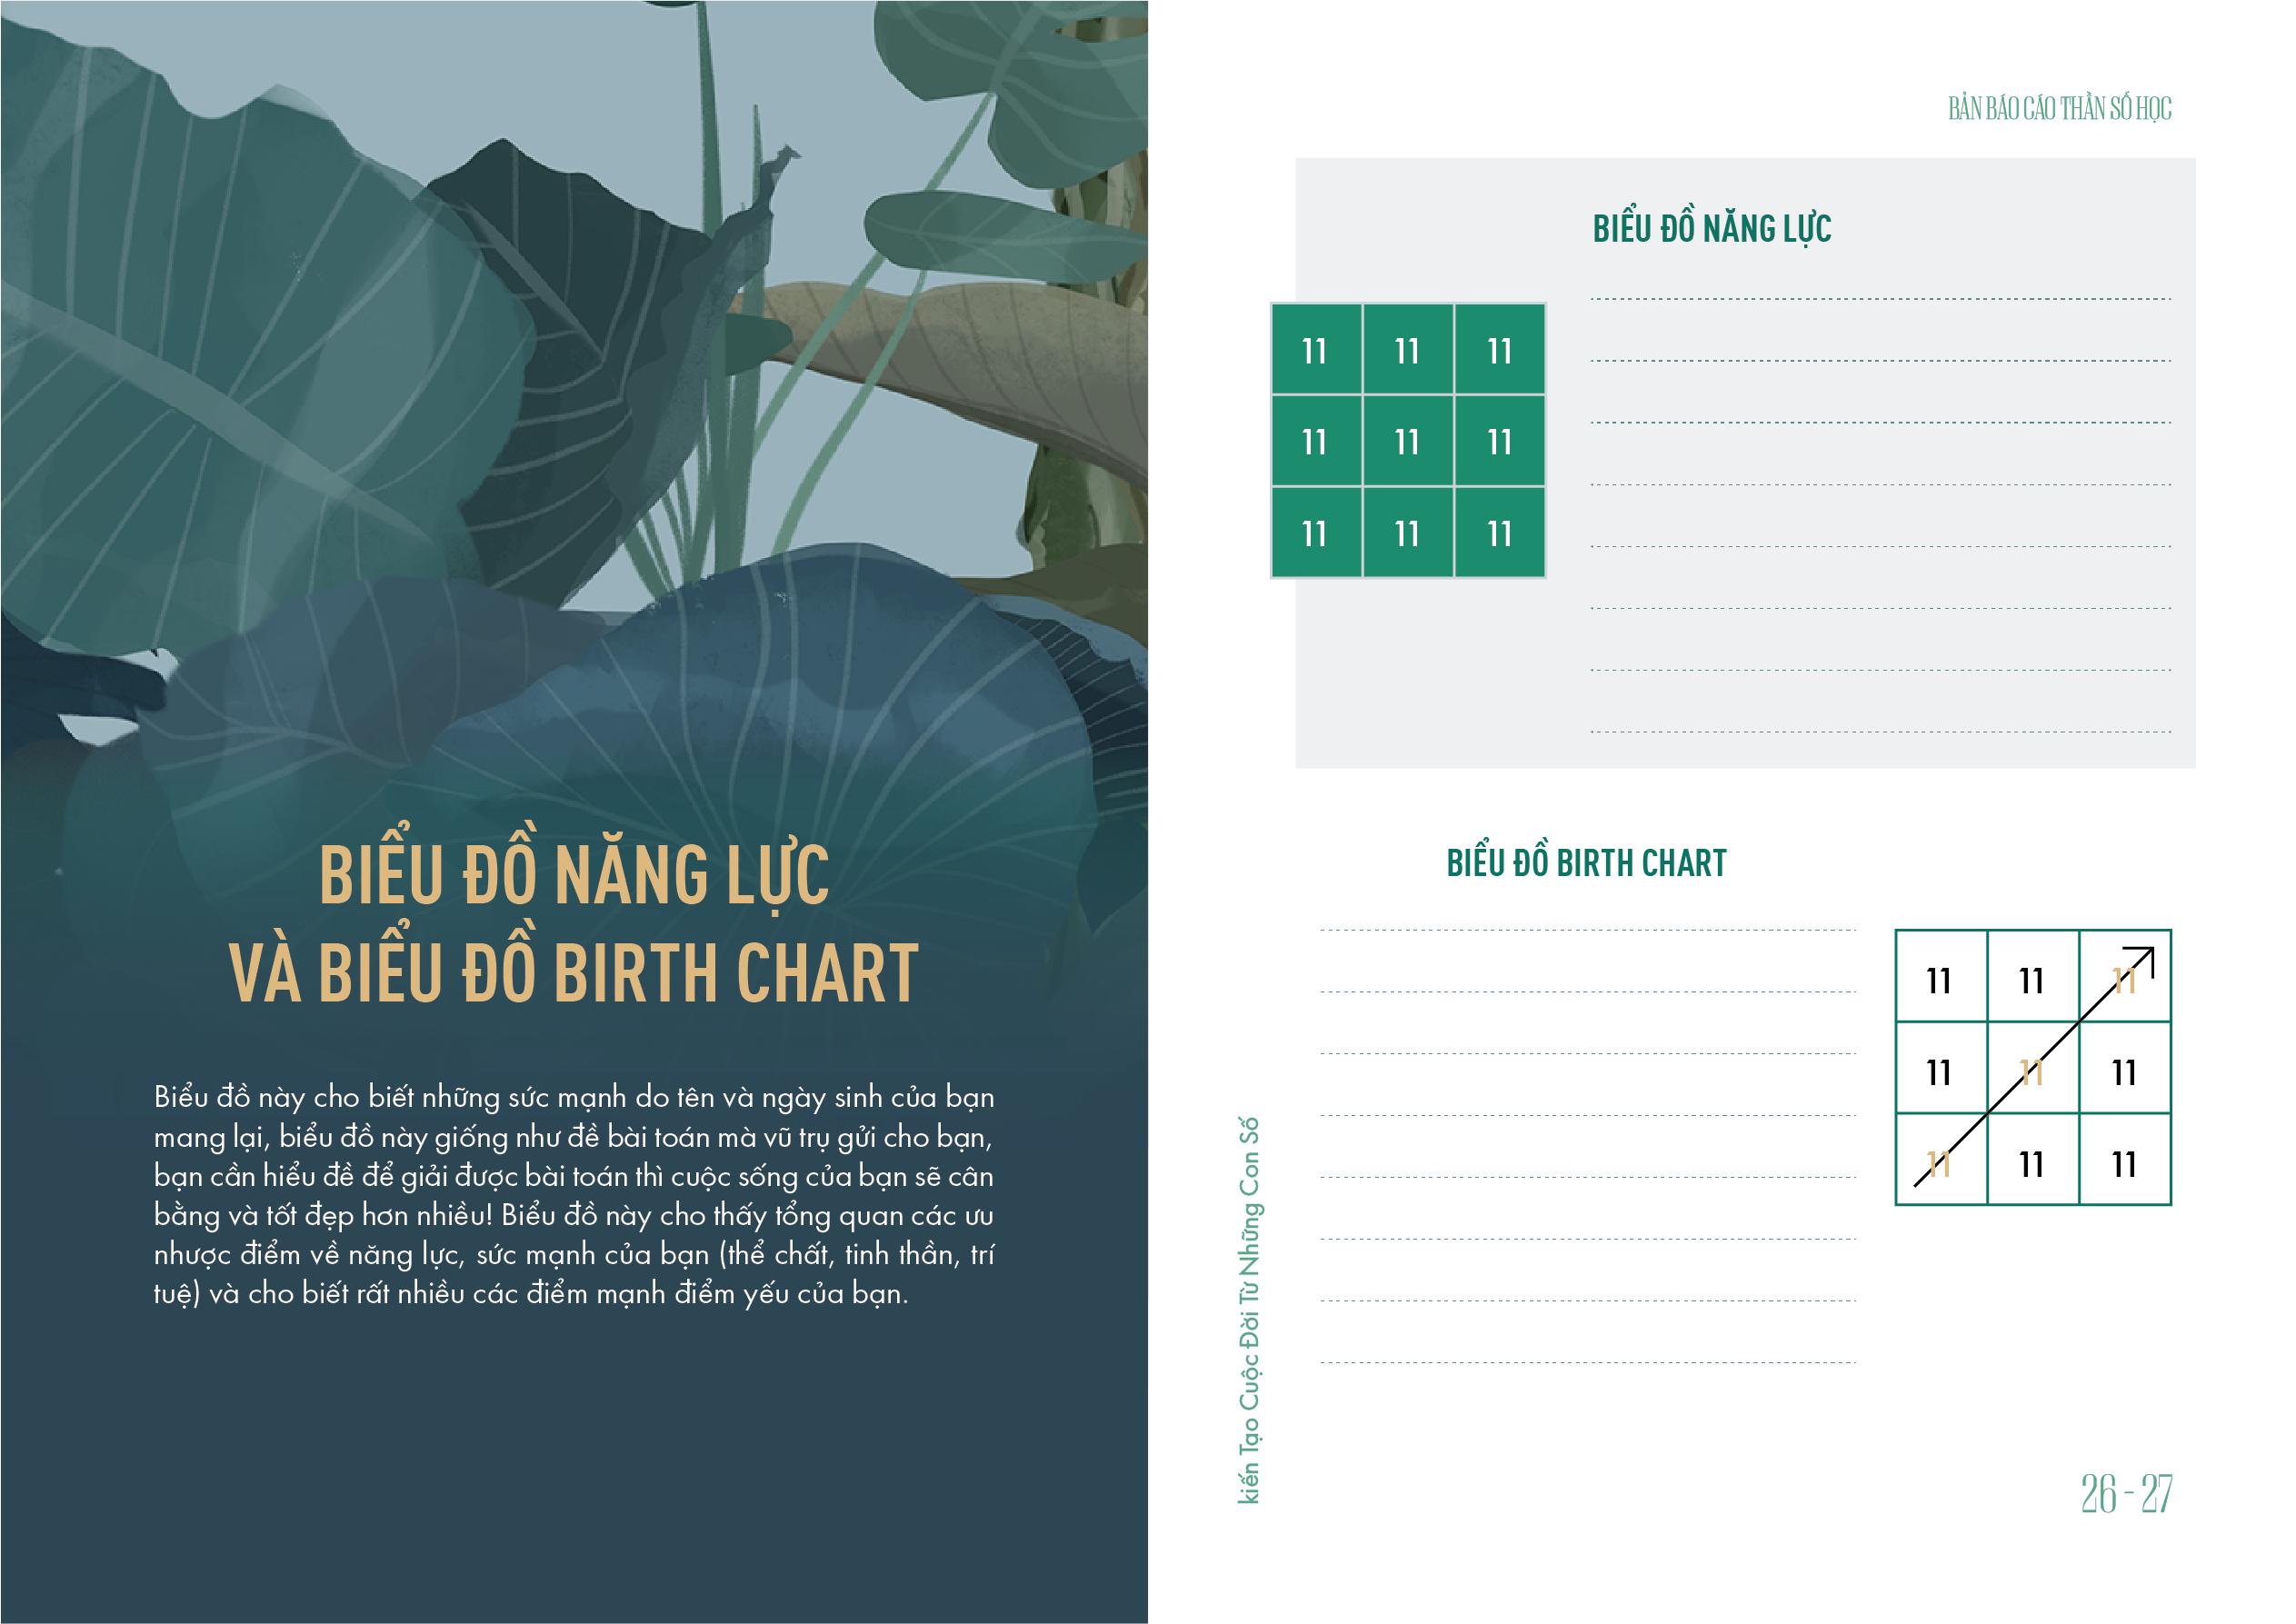 BIỂU ĐỒ NĂNG LỰC
VÀ BIỂU ĐỒ BIRTH CHART
Biểu đồ này cho biết những sức mạnh do tên và ngày sinh của bạn
mang lại, biểu đồ này giống như đề bài toán mà vũ trụ gửi cho bạn,
bạn cần hiểu đề để giải được bài toán thì cuộc sống của bạn sẽ cân
bằng và tốt đẹp hơn nhiều! Biểu đồ này cho thấy tổng quan các ưu
nhược điểm về năng lực, sức mạnh của bạn (thể chất, tinh thần, trí
tuệ) và cho biết rất nhiều các điểm mạnh điểm yếu của bạn.
BẢN BÁO CÁO THẦN SỐ HỌC
BIỂU ĐỒ NĂNG LỰC
11 11 11
11 11 11
11 11 11
BIỂU ĐỒ BIRTH CHART
11 11 11
11 11 11
11 11 11
kiến Tạo Cuộc Đời Từ Những Con Số
26 - 27